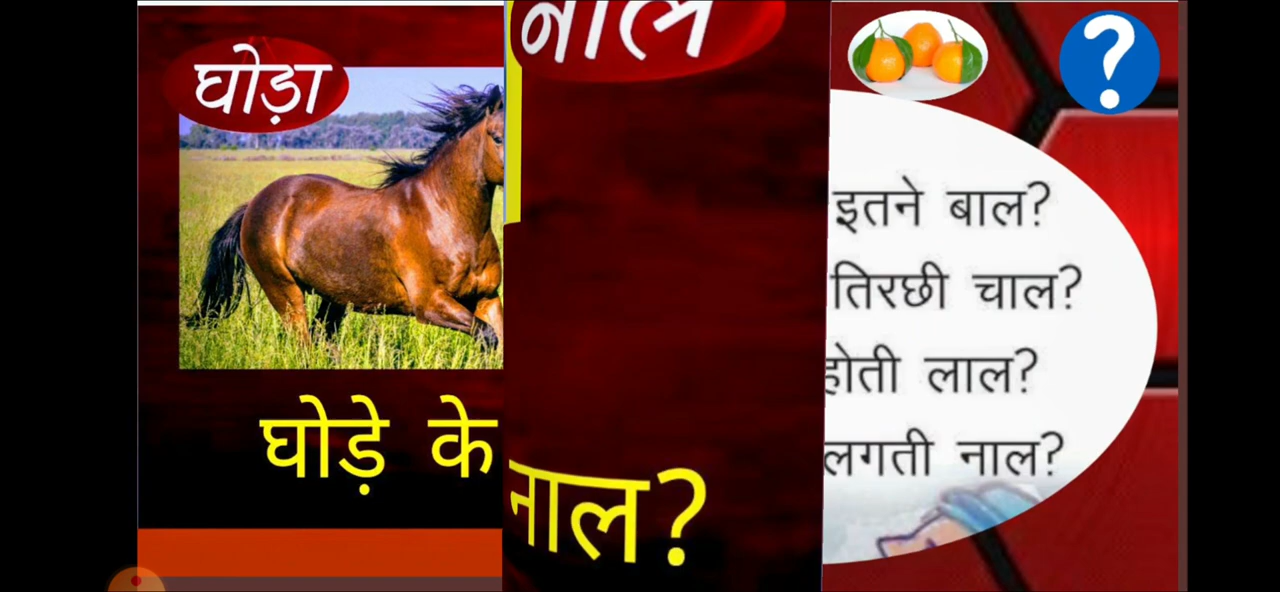 घोड़ा
घोड़े के
नाल
नाल?
?
इतने बाल?
तिरछी चाल?
होती लाल?
लगती नाल?